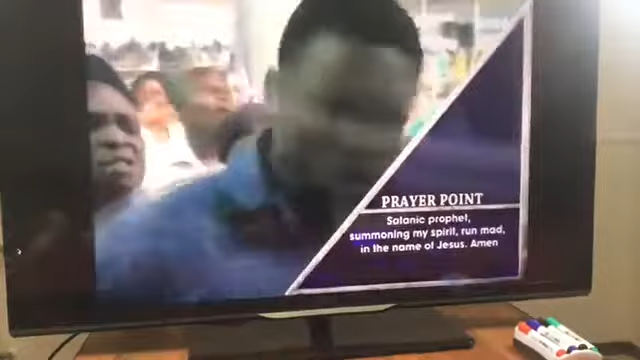 PRAYER POINT
Satanic prophet,
summoning my spirit, run mad,
in the name of Jesus. Amen